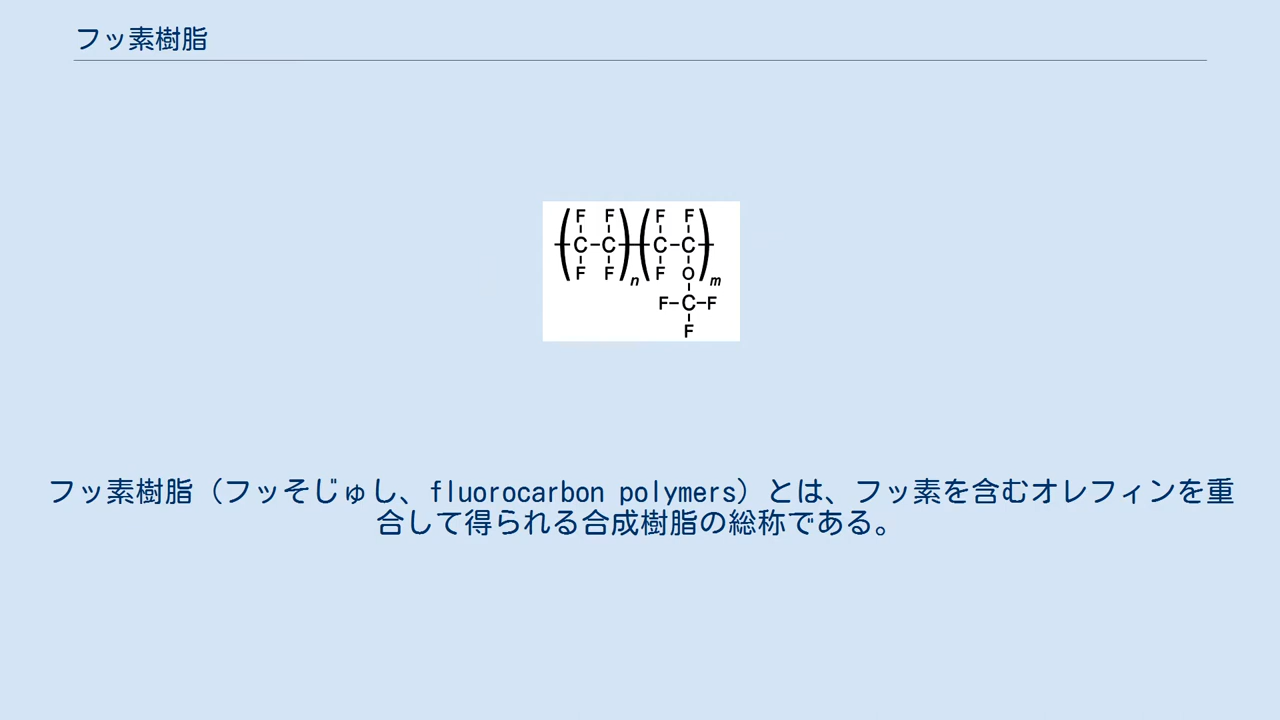 フッ素樹脂
F F F F
C C C C
F F n F O m
F C F
F
フッ素樹脂（フッそじゅし、fluorocarbon polymers）とは、フッ素を含むオレフィンを重
合して得られる合成樹脂の総称である。